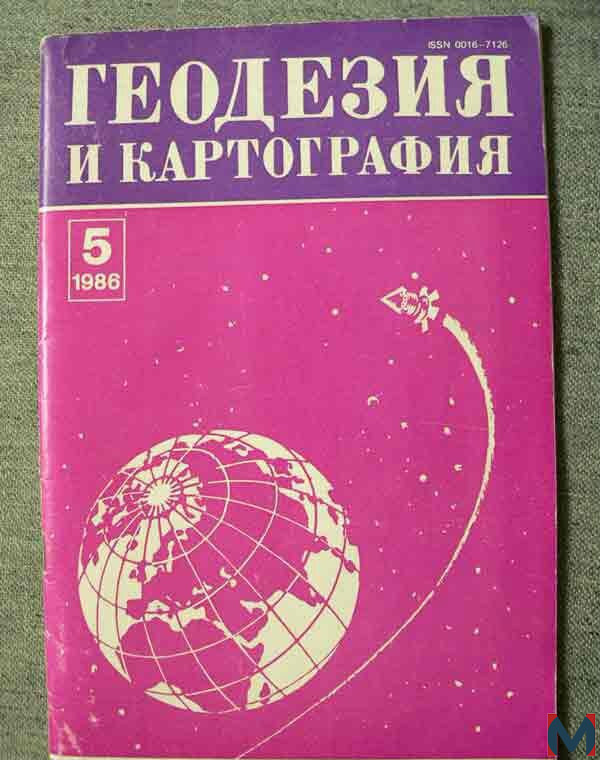 ISSN 0016-7126
ГЕОДЕЗИЯ
И КАРТОГРАФИЯ
5
1986
M